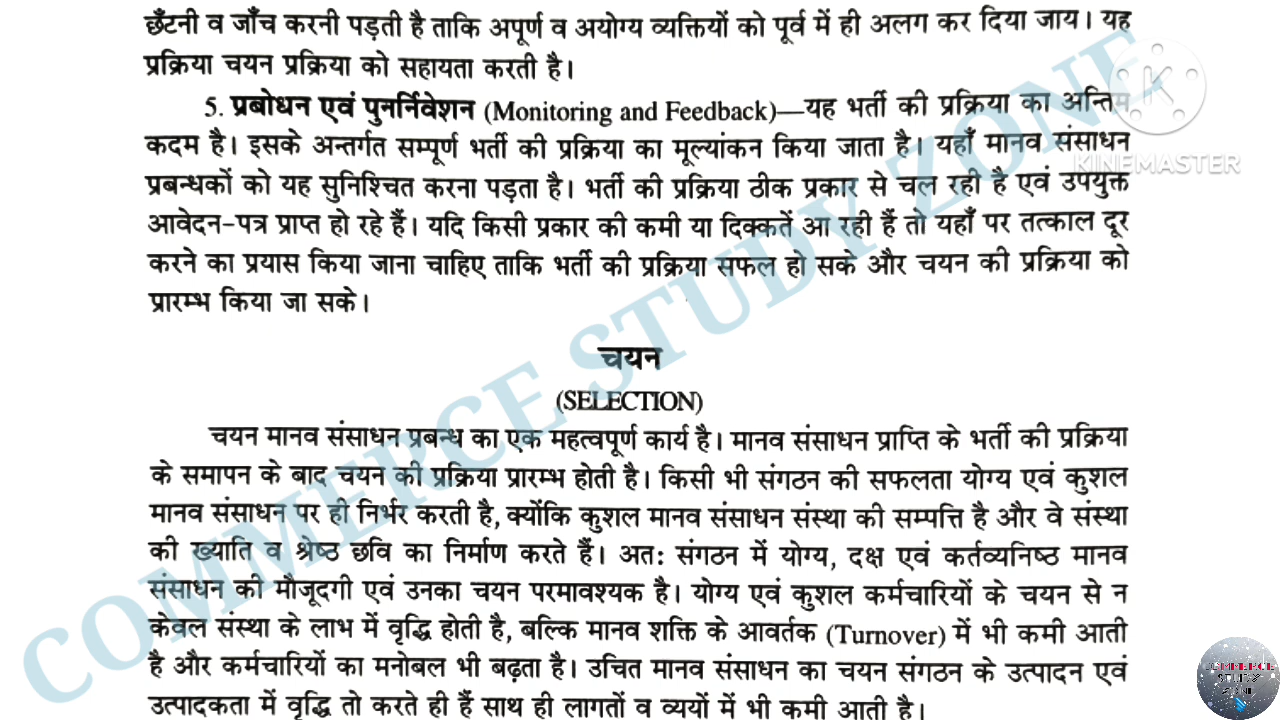 छँटनी व जाँच करनी पड़ती है ताकि अपूर्ण व अयोग्य व्यक्तियों को पूर्व में ही अलग कर दिया जाय। यह
प्रक्रिया चयन प्रक्रिया को सहायता करती है।
5. प्रबोधन एवं पुनर्निवेशन (Monitoring and Feedback)—यह भर्ती की प्रक्रिया का अन्तिम
कदम है। इसके अन्तर्गत सम्पूर्ण भर्ती की प्रक्रिया का मूल्यांकन किया जाता है। यहाँ मानव संसाधन
प्रबन्धकों को यह सुनिश्चित करना पड़ता है। भर्ती की प्रक्रिया ठीक प्रकार से चल रही है एवं उपयुक्त
आवेदन-पत्र प्राप्त हो रहे हैं। यदि किसी प्रकार की कमी या दिक्कतें आ रही हैं तो यहाँ पर तत्काल दूर
करने का प्रयास किया जाना चाहिए ताकि भर्ती की प्रक्रिया सफल हो सके और चयन की प्रक्रिया को
प्रारम्भ किया जा सके।
चयन
(SELECTION)
चयन मानव संसाधन प्रबन्ध का एक महत्वपूर्ण कार्य है। मानव संसाधन प्राप्ति के भर्ती की प्रक्रिया
के समापन के बाद चयन की प्रक्रिया प्रारम्भ होती है। किसी भी संगठन की सफलता योग्य एवं कुशल
मानव संसाधन पर ही निर्भर करती है, क्योंकि कुशल मानव संसाधन संस्था की सम्पत्ति है और वे संस्था
की ख्याति व श्रेष्ठ छवि का निर्माण करते हैं। अतः संगठन में योग्य, दक्ष एवं कर्तव्यनिष्ठ मानव
संसाधन की मौजूदगी एवं उनका चयन परमावश्यक है। योग्य एवं कुशल कर्मचारियों के चयन से न
केवल संस्था के लाभ में वृद्धि होती है, बल्कि मानव शक्ति के आवर्तक (Turnover) में भी कमी आती
है और कर्मचारियों का मनोबल भी बढ़ता है। उचित मानव संसाधन का चयन संगठन के उत्पादन एवं
उत्पादकता में वृद्धि तो करते ही हैं साथ ही लागतों व व्ययों में भी कमी आती है।
COMMERCE STUDY ZONE
K
KINEMASTER
COMMERCE
STUDY
ZONE